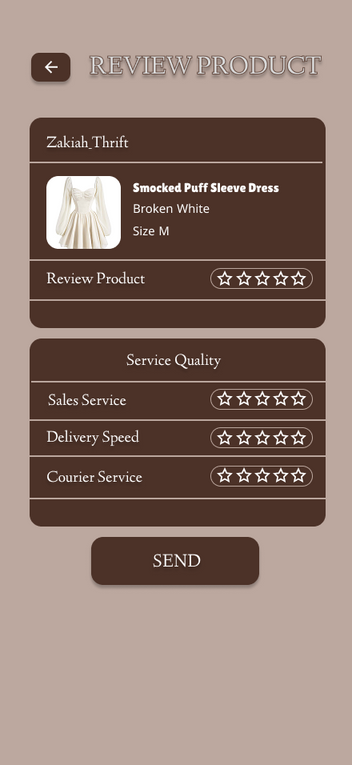 REVIEW PRODUCT
Zakiah_Thrift
Smocked Puff Sleeve Dress
Broken White
Size M
Review Product
Service Quality
Sales Service
Delivery Speed
Courier Service
SEND